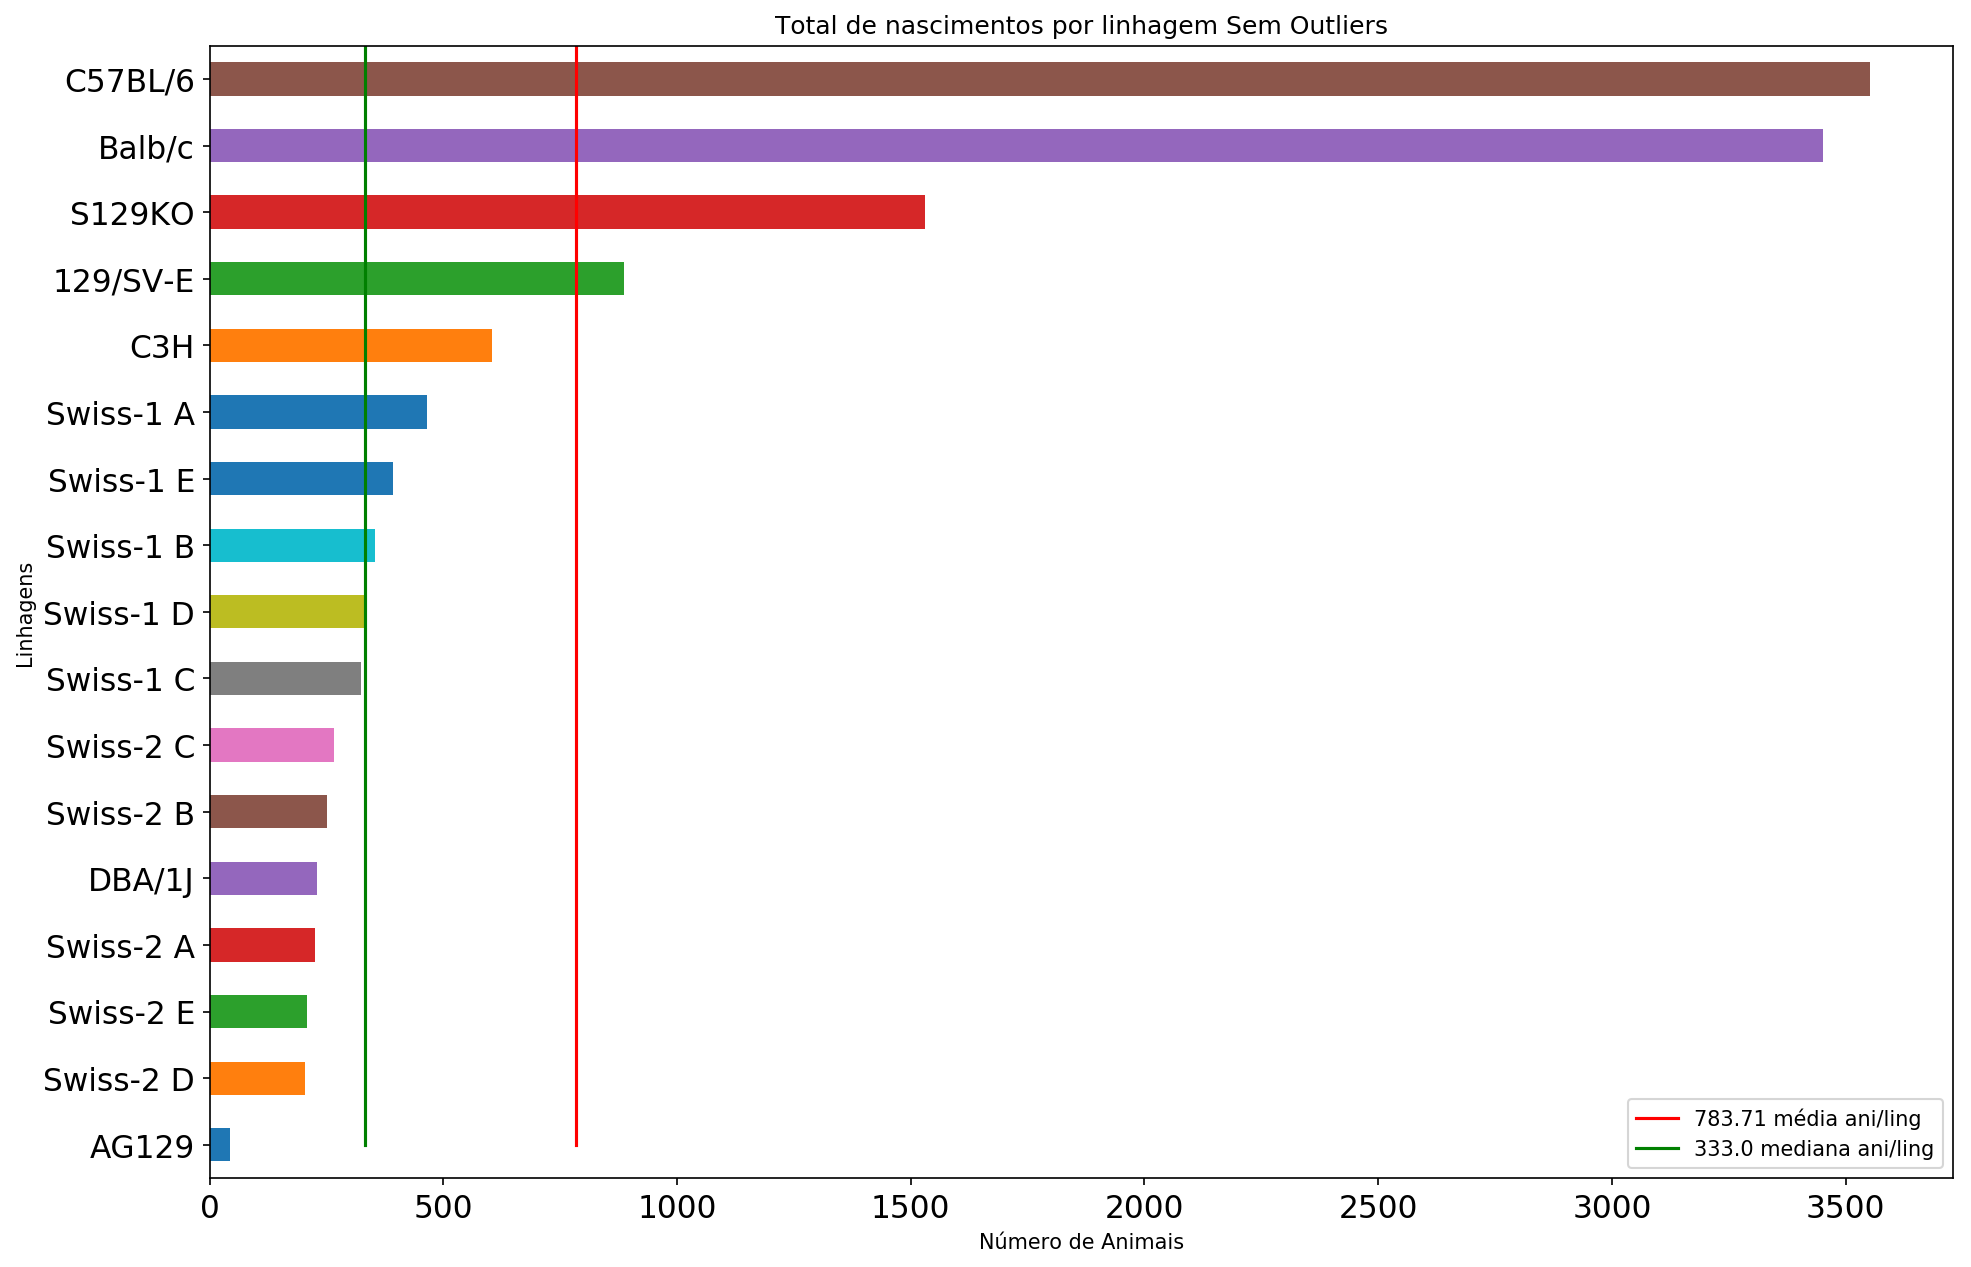 Total de nascimentos por linhagem Sem Outliers
C57BL/6
Balb/c
S129KO
129/SV-E
C3H
Swiss-1 A
Swiss-1 E
Swiss-1 B
Swiss-1 D
Swiss-1 C
Swiss-2 C
Swiss-2 B
DBA/1J
Swiss-2 A
Swiss-2 E
Swiss-2 D
AG129
Linhagens
783.71 média ani/ling
333.0 mediana ani/ling
0 500 1000 1500 2000 2500 3000 3500
Número de Animais